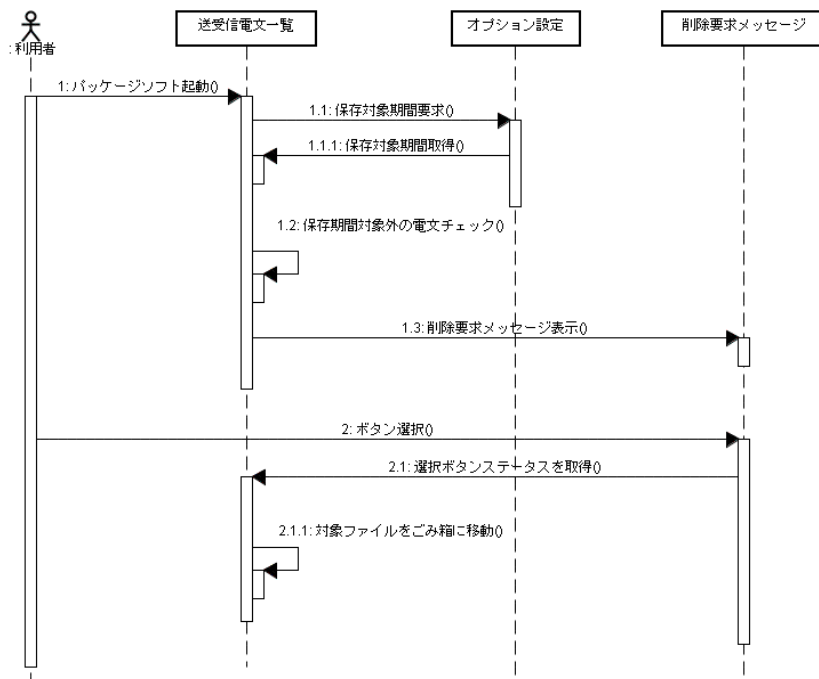 送受信電文一覧
オプション設定
削除要求メッセージ
: 利用者
1: パッケージソフト起動()
1.1: 保存対象期間要求()
1.1.1: 保存対象期間取得()
1.2: 保存期間対象外の電文チェック()
1.3: 削除要求メッセージ表示()
2: ボタン選択()
2.1: 選択ボタンステータスを取得()
2.1.1: 対象ファイルをごみ箱に移動()